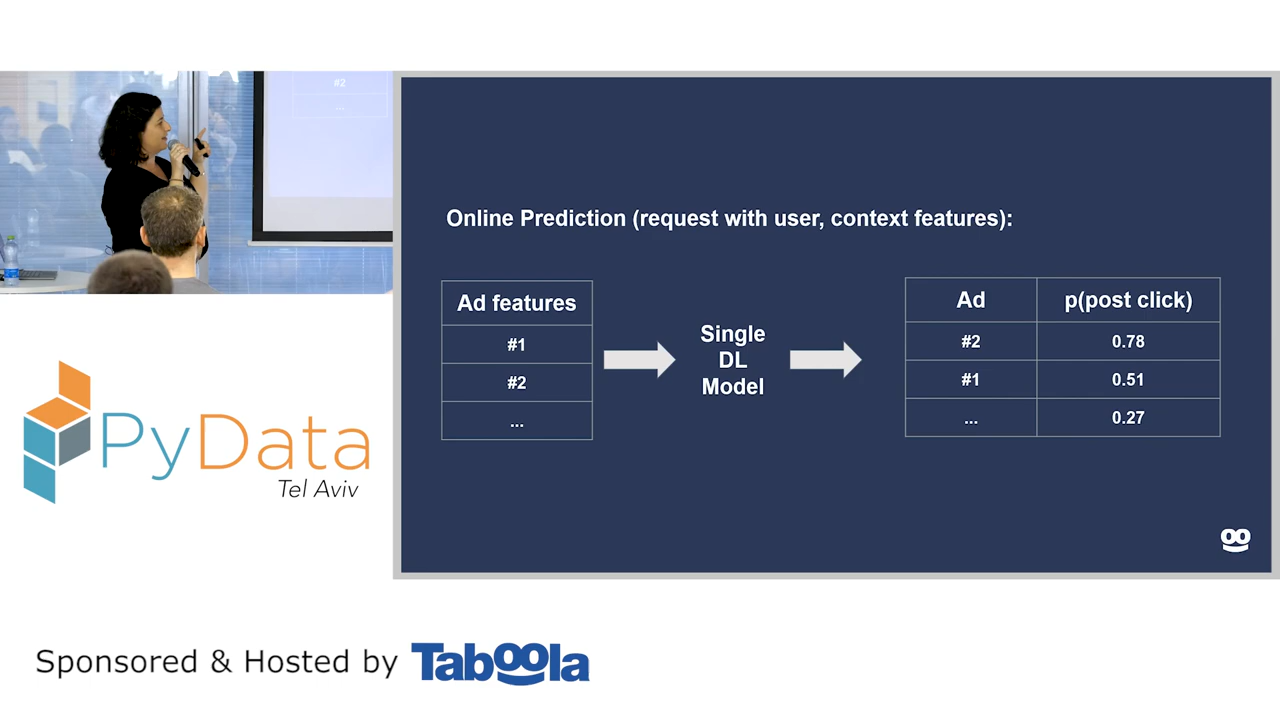 #2
...
Online Prediction (request with user, context features):
Ad features
#1
#2
...
Single
DL
Model
Ad p(post click)
#2 0.78
#1 0.51
... 0.27
PyData
Tel Aviv
Sponsored & Hosted by Taboola